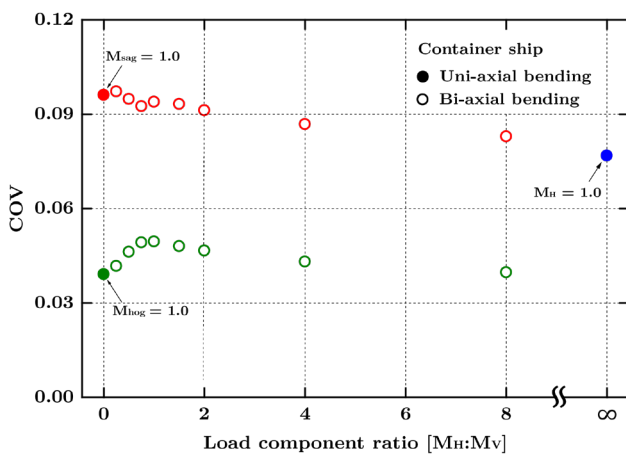 0.12
Msag = 1.0
Container ship
Uni-axial bending
Bi-axial bending
0.09
COV
0.06
MH = 1.0
0.03
Mhog = 1.0
0.00
0 2 4 6 8 ∞
Load component ratio [MH:MV]